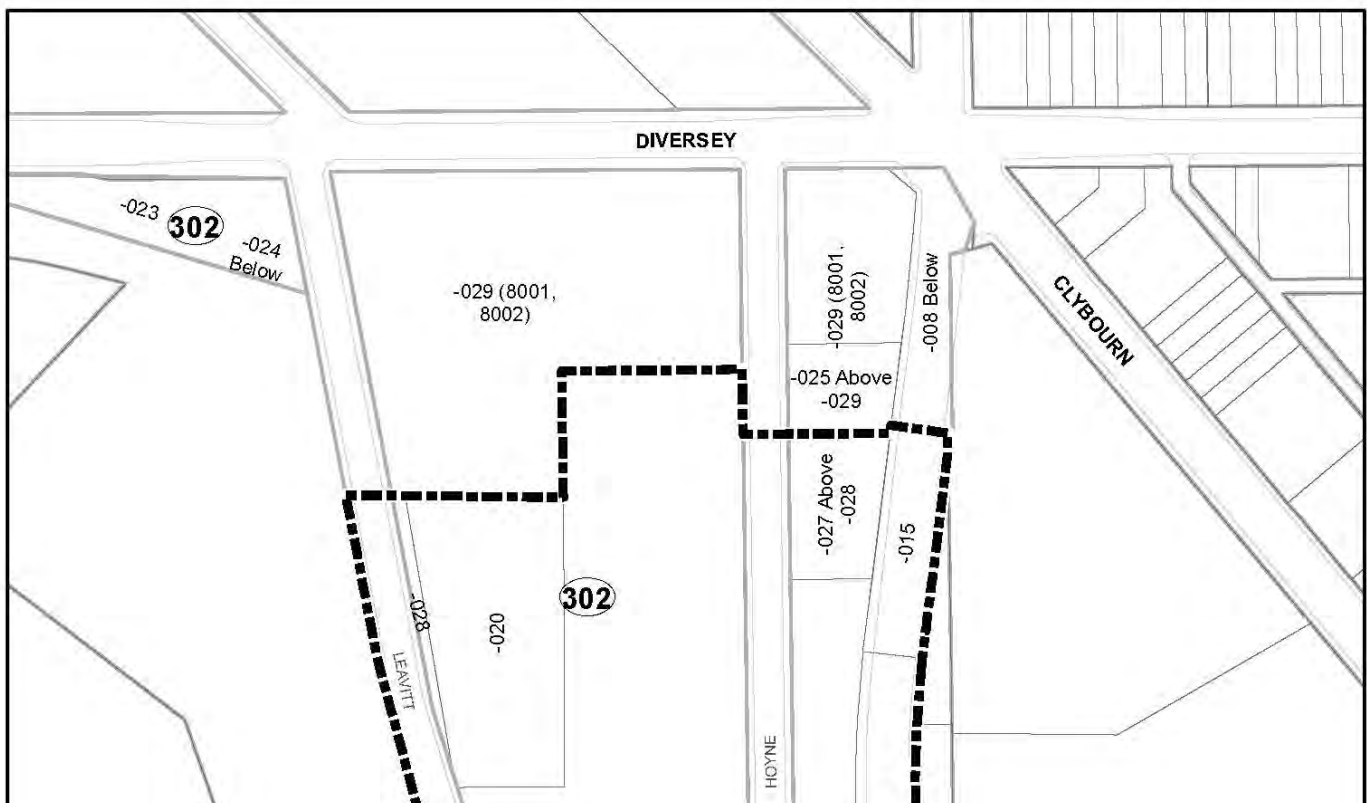 DIVERSEY
-023
302
-024
Below
-029 (8001,
8002)
-029 (8001,
8002)
-008 Below
CLYBOURN
-025 Above
-029
-027 Above
-028
-015
302
-028
-020
LEAVITT
HOYNE